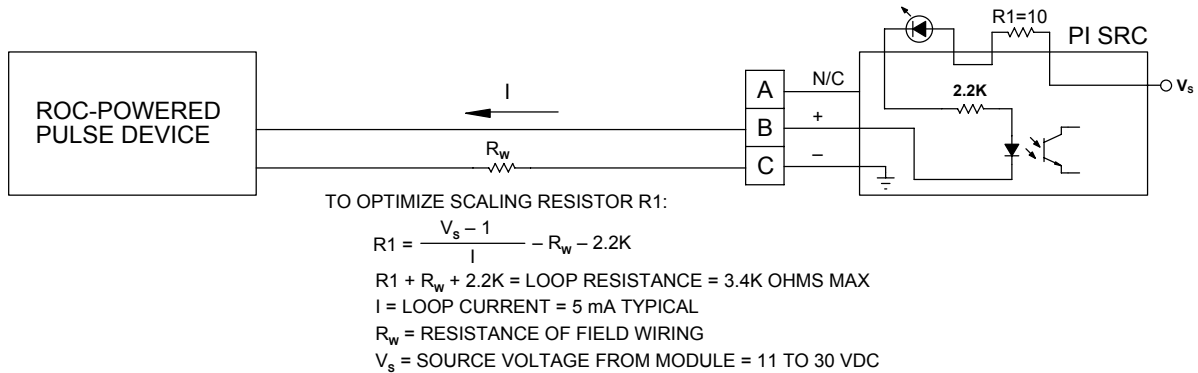 R1=10
PI SRC
ROC-POWERED
PULSE DEVICE
I
A
N/C
2.2K
Vs
B
+
RW
C
–
TO OPTIMIZE SCALING RESISTOR R1:
R1 = Vs – 1 / I – RW – 2.2K
R1 + RW + 2.2K = LOOP RESISTANCE = 3.4K OHMS MAX
I = LOOP CURRENT = 5 mA TYPICAL
RW = RESISTANCE OF FIELD WIRING
Vs = SOURCE VOLTAGE FROM MODULE = 11 TO 30 VDC